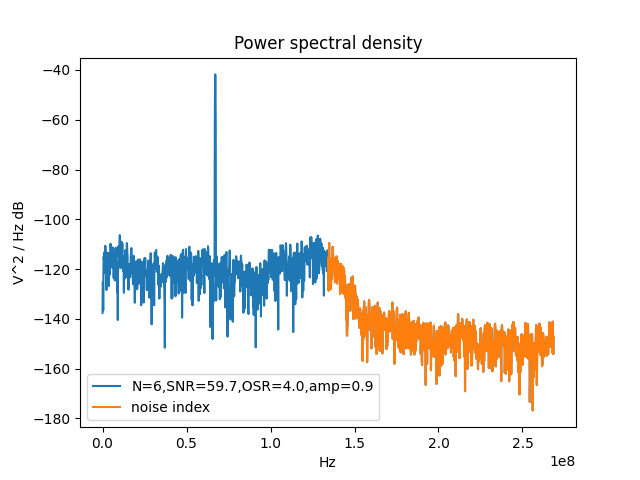 Power spectral density
V^2 / Hz dB
−40
−60
−80
−100
−120
−140
−160
−180
N=6,SNR=59.7,OSR=4.0,amp=0.9
noise index
0.0 0.5 1.0 1.5 2.0 2.5
1e8
Hz